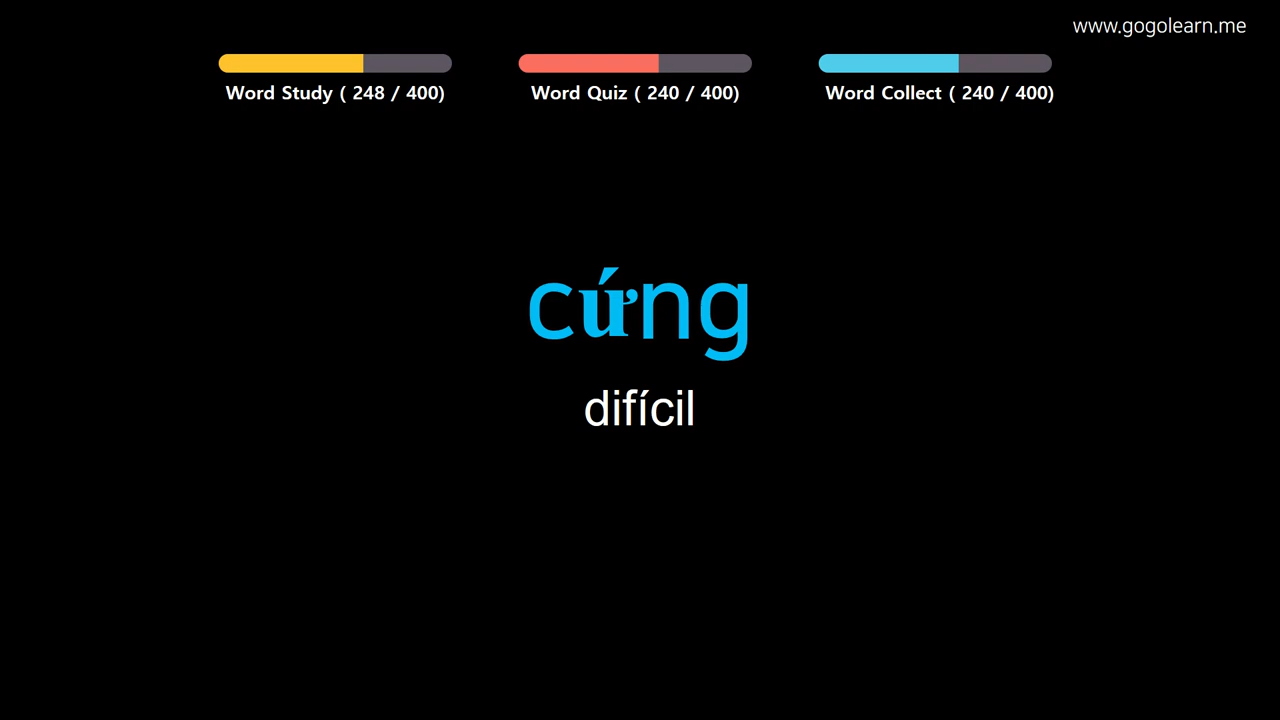 www.gogolearn.me
Word Study ( 248 / 400)
Word Quiz ( 240 / 400)
Word Collect ( 240 / 400)
cứng
difícil